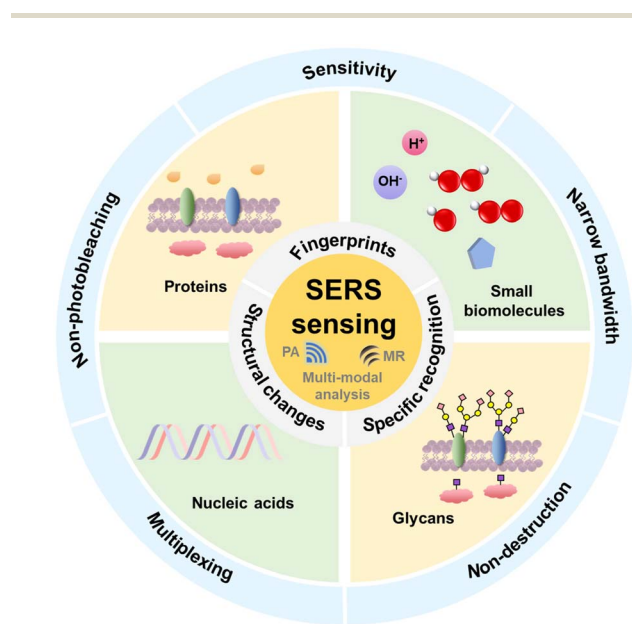 Sensitivity
Non-photobleaching
Narrow bandwidth
Multiplexing
Non-destruction
Proteins
H⁺
OH⁻
Small
biomolecules
Fingerprints
Structural changes
Specific recognition
SERS
sensing
PA
MR
Multi-modal
analysis
Nucleic acids
Glycans